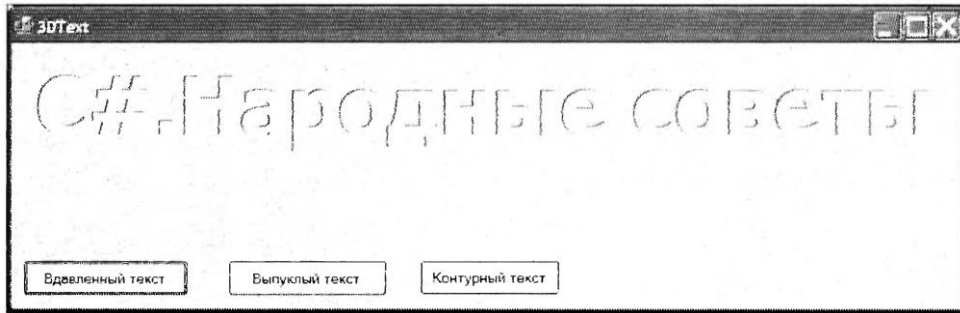 3DText
C#.Народные советы
Вдавленный текст Выпуклый текст Контурный текст